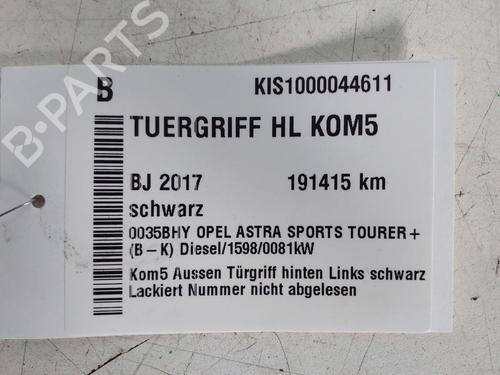 B·PARTS
B
KIS1000044611
TUERGRIFF HL KOM5
BJ 2017 191415 km
schwarz
0035BHY OPEL ASTRA SPORTS TOURER+
(B-K) Diesel/1598/0081kW
Kom5 Aussen Türgriff hinten Links schwarz
Lackiert Nummer nicht abgelesen